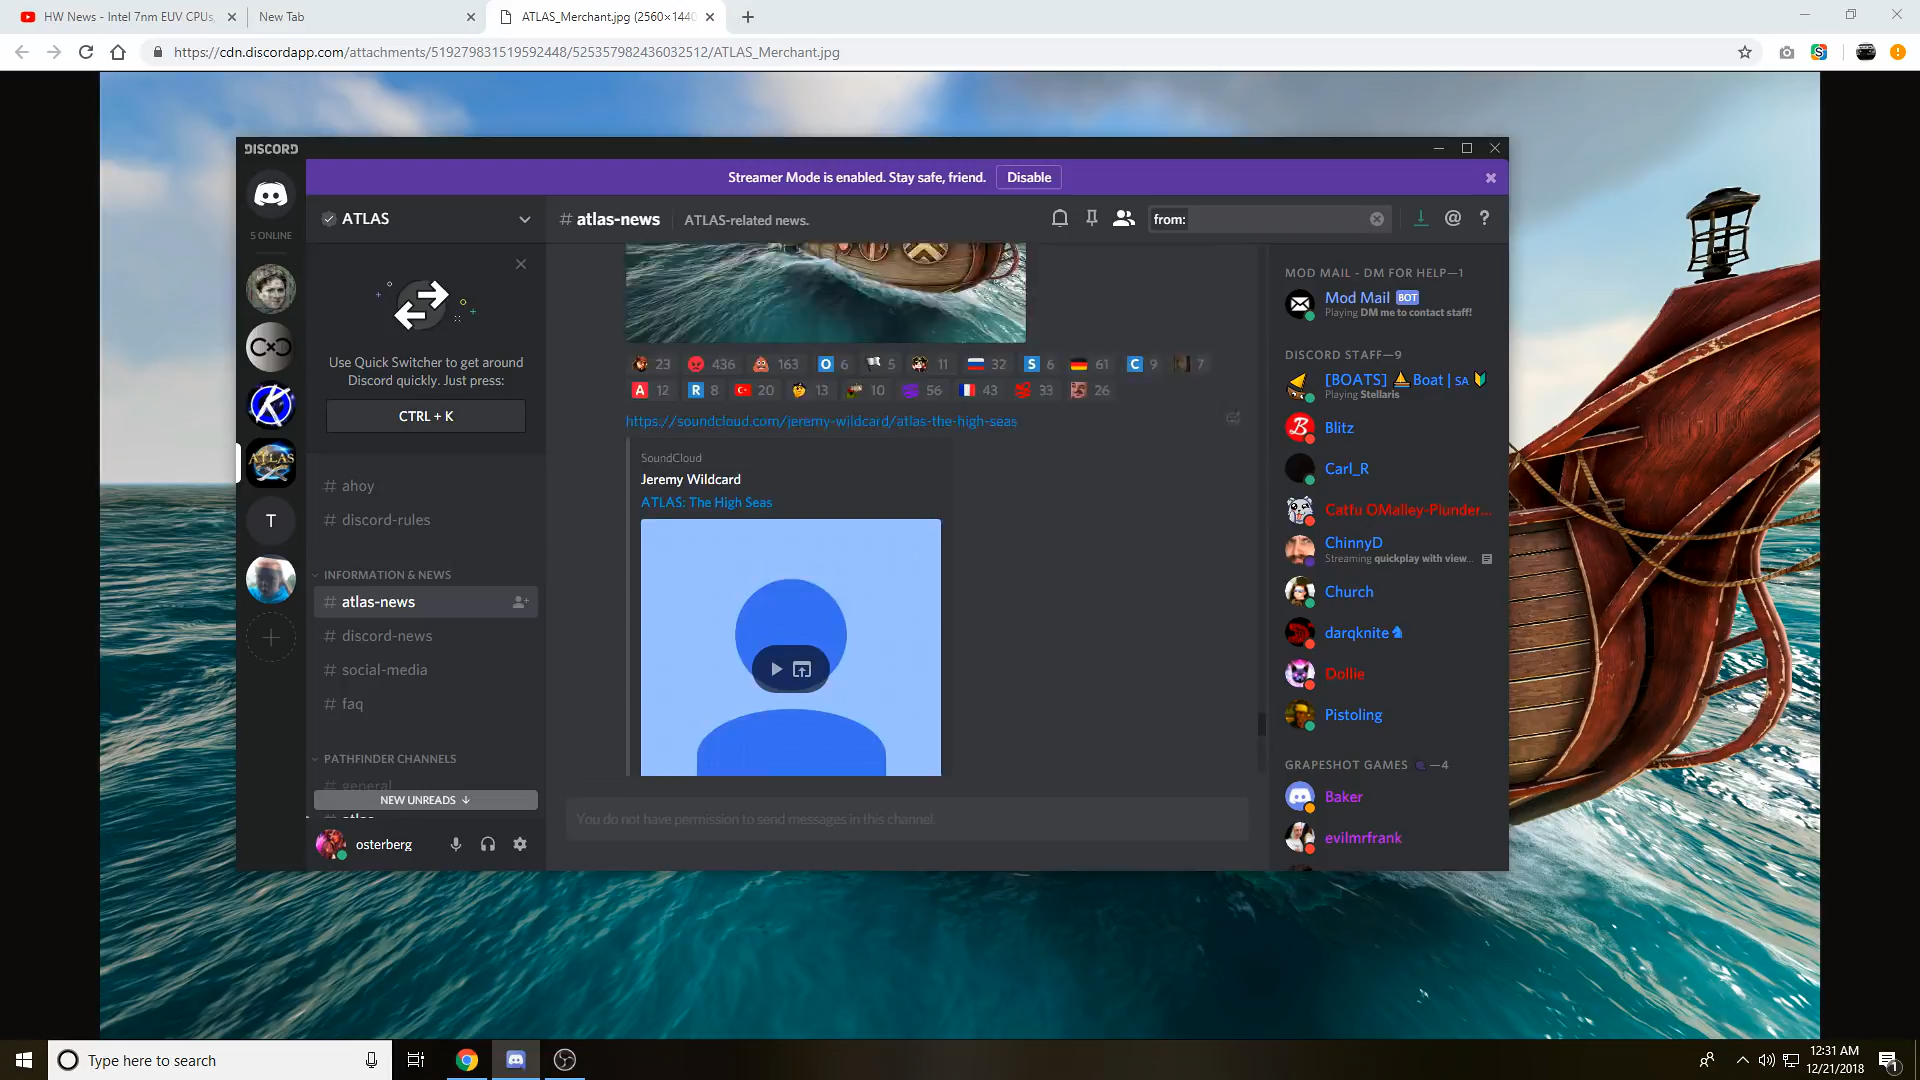 HW News - Intel 7nm EUV CPUs,
New Tab
ATLAS_Merchant.jpg (2560×1440
https://cdn.discordapp.com/attachments/519279831519592448/525357982436032512/ATLAS_Merchant.jpg
DISCORD
Streamer Mode is enabled. Stay safe, friend.
Disable
5 ONLINE
ATLAS
# atlas-news
ATLAS-related news.
from:
Use Quick Switcher to get around
Discord quickly. Just press:
CTRL + K
# ahoy
# discord-rules
INFORMATION & NEWS
# atlas-news
# discord-news
# social-media
# faq
PATHFINDER CHANNELS
general
NEW UNREADS ↓
osterberg
C×D
K
ATLAS
T
23 436 163 O 6 5 11 32 S 6 61 C 9 7
A 12 R 8 20 13 10 56 43 33 26
https://soundcloud.com/jeremy-wildcard/atlas-the-high-seas
SoundCloud
Jeremy Wildcard
ATLAS: The High Seas
You do not have permission to send messages in this channel.
MOD MAIL - DM FOR HELP—1
Mod Mail BOT
Playing DM me to contact staff!
DISCORD STAFF—9
[BOATS] Boat | SA
Playing Stellaris
Blitz
Carl_R
Catfu OMalley-Plunder...
ChinnyD
Streaming quickplay with view...
Church
darqknite
Dollie
Pistoling
GRAPESHOT GAMES —4
Baker
evilmrfrank
Type here to search
12:31 AM
12/21/2018
1